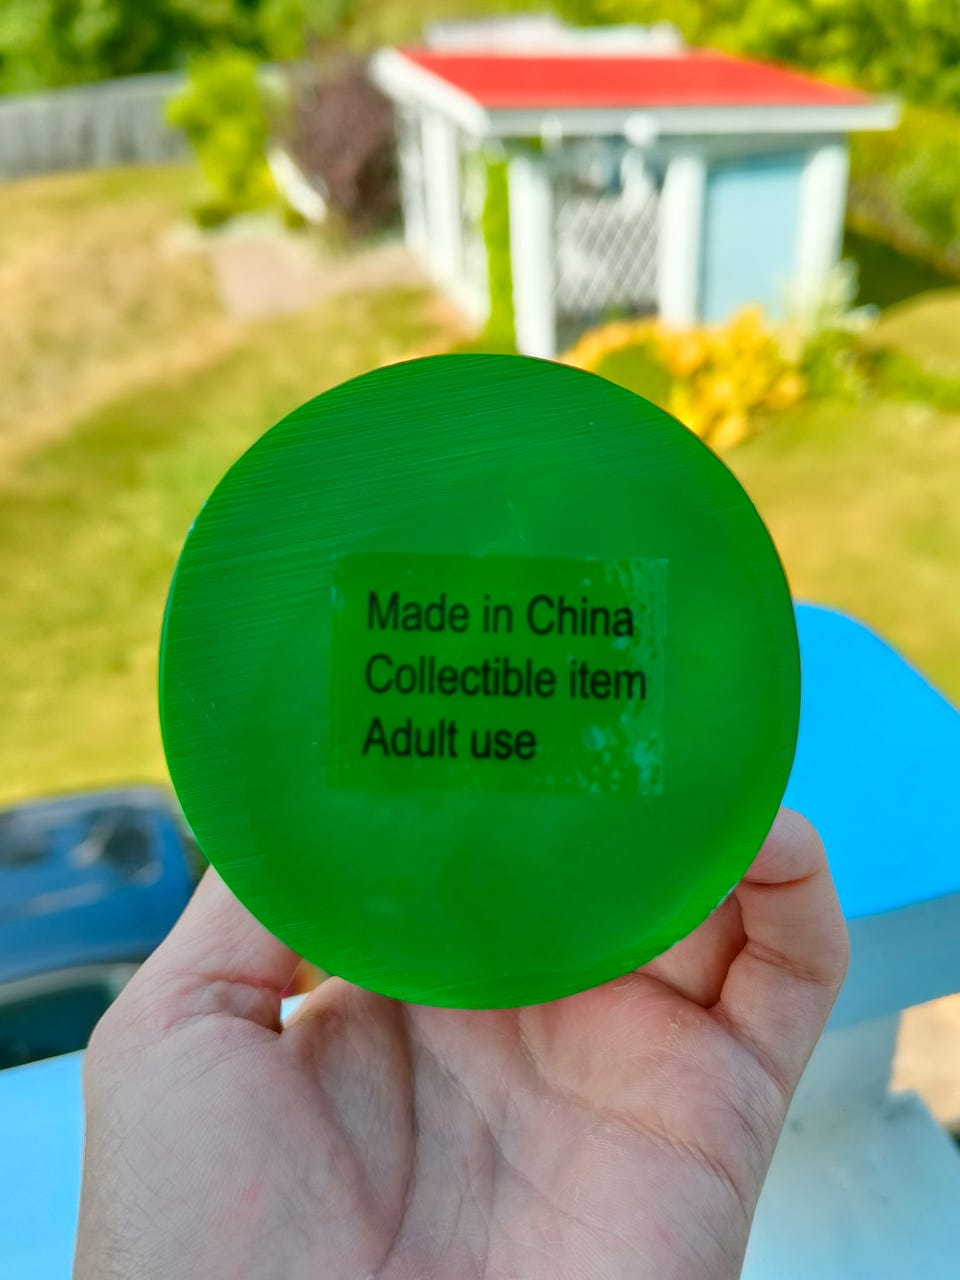 Made in China
Collectible item
Adult use